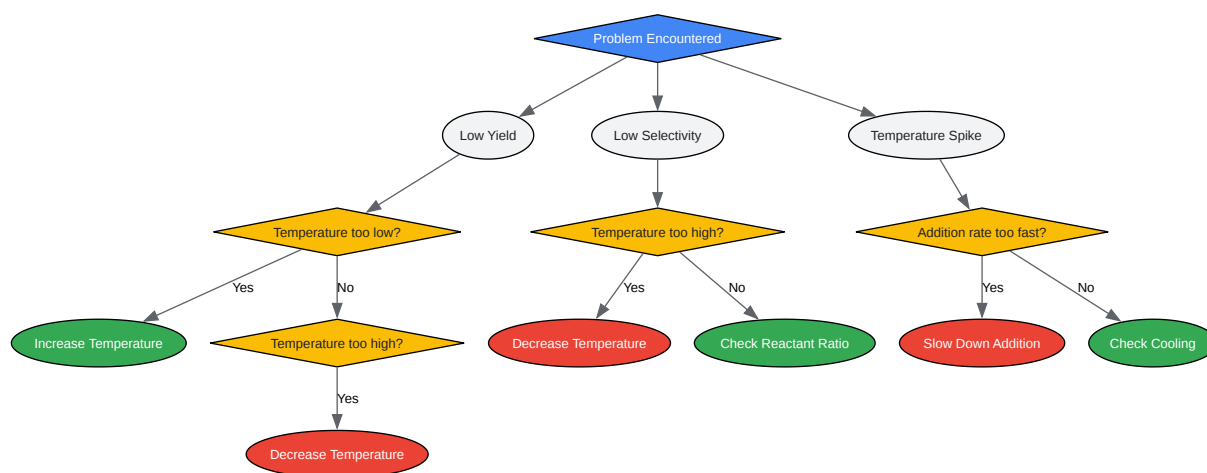 Problem Encountered
Low Yield
Low Selectivity
Temperature Spike
Temperature too low?
Temperature too high?
Addition rate too fast?
Yes
No
Yes
No
Yes
No
Increase Temperature
Temperature too high?
Decrease Temperature
Check Reactant Ratio
Slow Down Addition
Check Cooling
Yes
Decrease Temperature